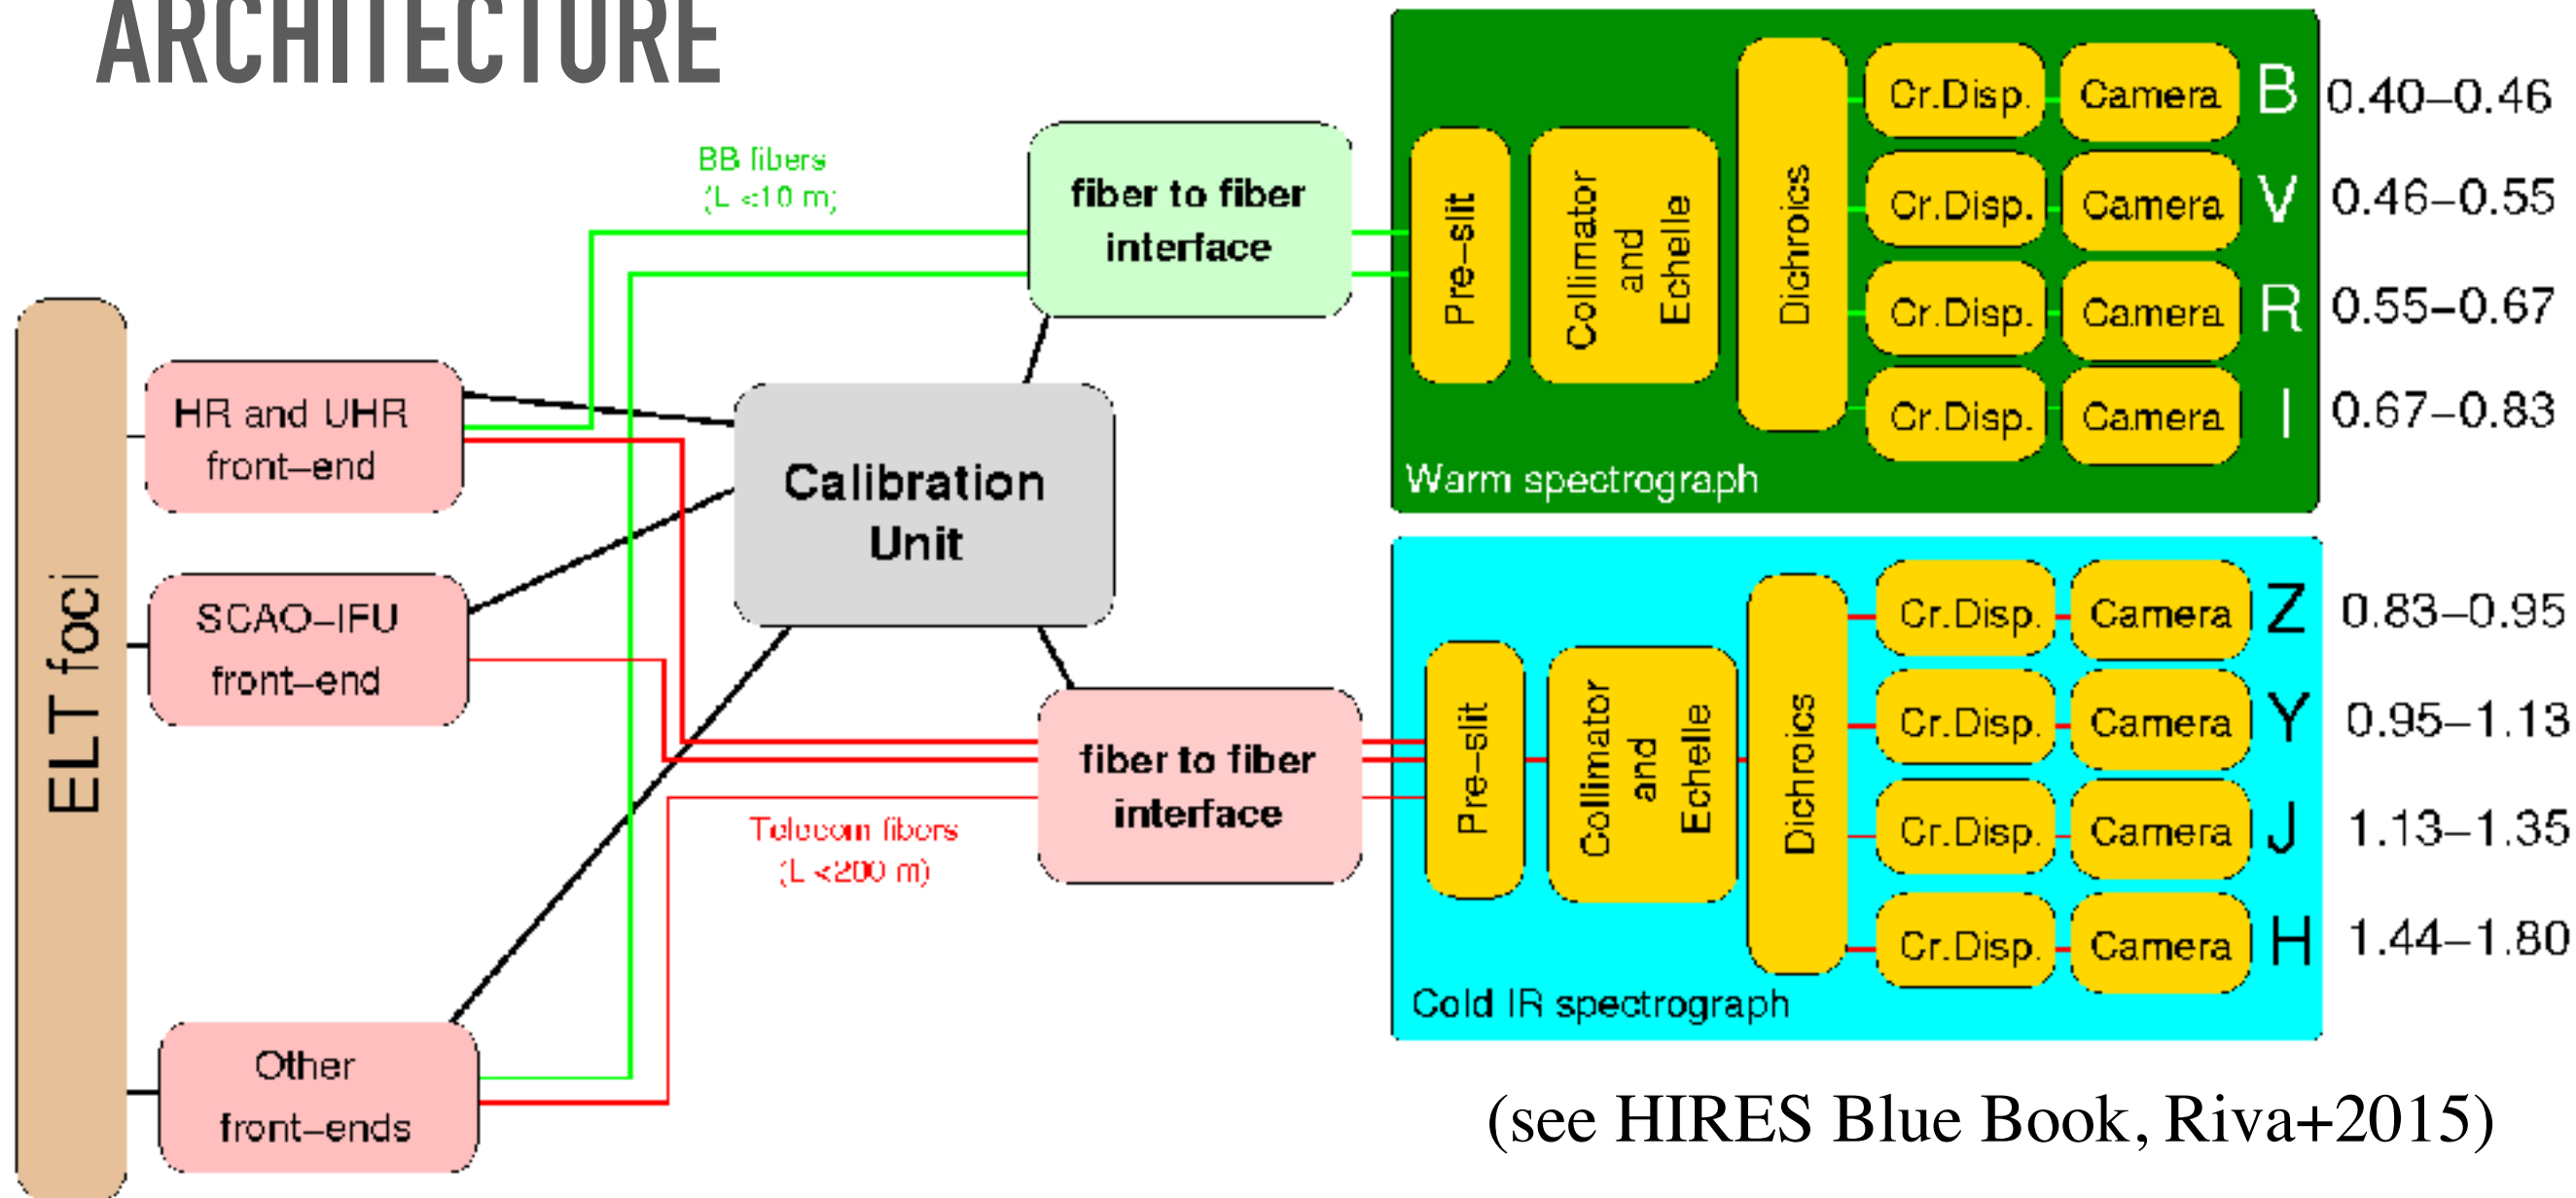 ARCHITECTURE
ELT foci
HR and UHR
front–end
SCAO–IFU
front–end
Other
front–ends
BB fibers
(L <10 m)
Calibration
Unit
Telecom fibers
(L <200 m)
fiber to fiber
interface
fiber to fiber
interface
Pre–slit
Collimator
and
Echelle
Dichroics
Cr.Disp. Camera B 0.40–0.46
Cr.Disp. Camera V 0.46–0.55
Cr.Disp. Camera R 0.55–0.67
Cr.Disp. Camera I 0.67–0.83
Warm spectrograph
Pre–slit
Collimator
and
Echelle
Dichroics
Cr.Disp. Camera Z 0.83–0.95
Cr.Disp. Camera Y 0.95–1.13
Cr.Disp. Camera J 1.13–1.35
Cr.Disp. Camera H 1.44–1.80
Cold IR spectrograph
(see HIRES Blue Book, Riva+2015)